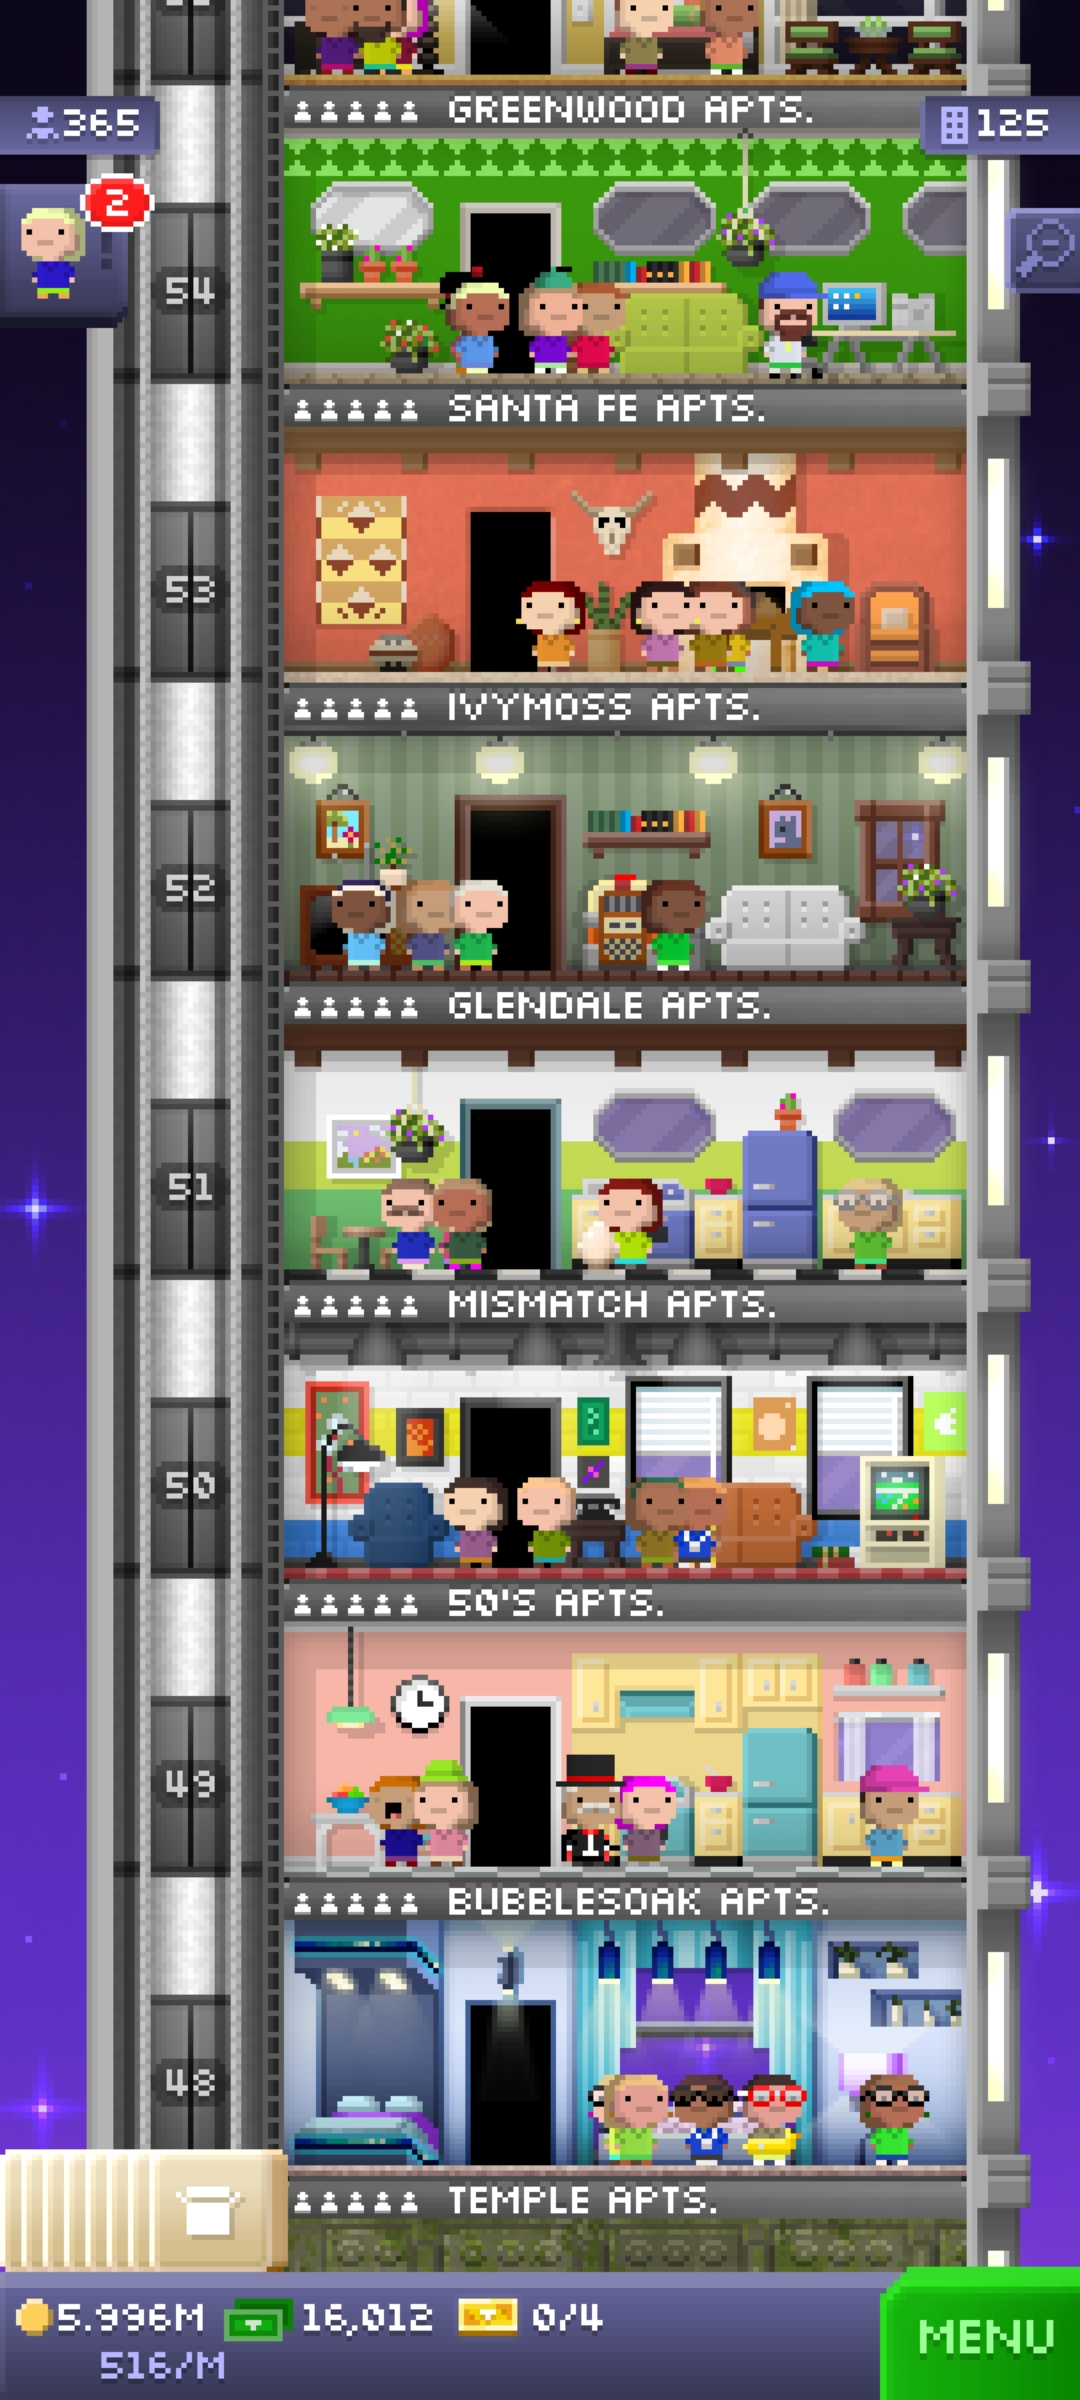 GREENWOOD APTS.
365
125
2
54
SANTA FE APTS.
53
IVYMOSS APTS.
52
GLENDALE APTS.
51
MISMATCH APTS.
50
50'S APTS.
49
BUBBLESOAK APTS.
48
TEMPLE APTS.
5.996M 16,012 0/4
516/M
MENU